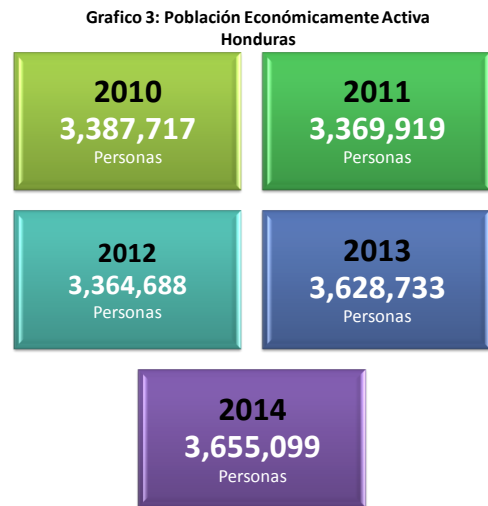 Grafico 3: Población Económicamente Activa
Honduras
2010
3,387,717
Personas
2011
3,369,919
Personas
2012
3,364,688
Personas
2013
3,628,733
Personas
2014
3,655,099
Personas